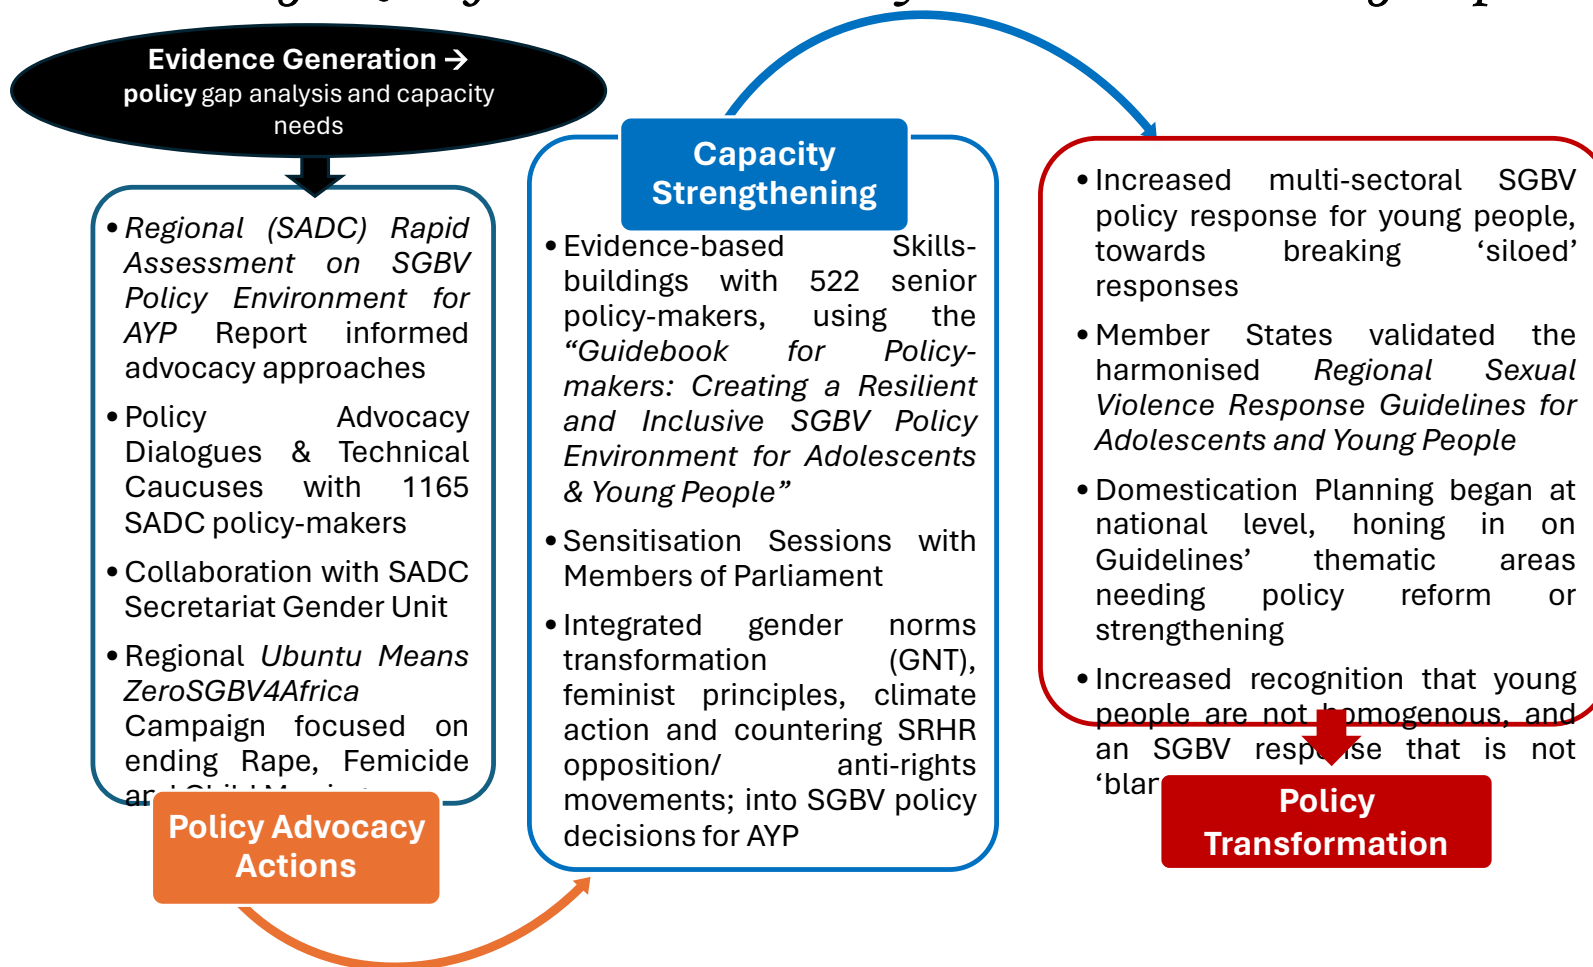 Evidence Generation →
policy gap analysis and capacity
needs
• Regional (SADC) Rapid
Assessment on SGBV
Policy Environment for
AYP Report informed
advocacy approaches
• Policy Advocacy
Dialogues & Technical
Caucuses with 1165
SADC policy-makers
• Collaboration with SADC
Secretariat Gender Unit
• Regional Ubuntu Means
ZeroSGBV4Africa
Campaign focused on
ending Rape, Femicide
Policy Advocacy
Actions
Capacity
Strengthening
• Evidence-based Skills-
buildings with 522 senior
policy-makers, using the
“Guidebook for Policy-
makers: Creating a Resilient
and Inclusive SGBV Policy
Environment for Adolescents
& Young People”
• Sensitisation Sessions with
Members of Parliament
• Integrated gender norms
transformation (GNT),
feminist principles, climate
action and countering SRHR
opposition/ anti-rights
movements; into SGBV policy
decisions for AYP
• Increased multi-sectoral SGBV
policy response for young people,
towards breaking ‘siloed’
responses
• Member States validated the
harmonised Regional Sexual
Violence Response Guidelines for
Adolescents and Young People
• Domestication Planning began at
national level, honing in on
Guidelines’ thematic areas
needing policy reform or
strengthening
• Increased recognition that young
people are not homogenous, and
an SGBV response that is not
Policy
Transformation